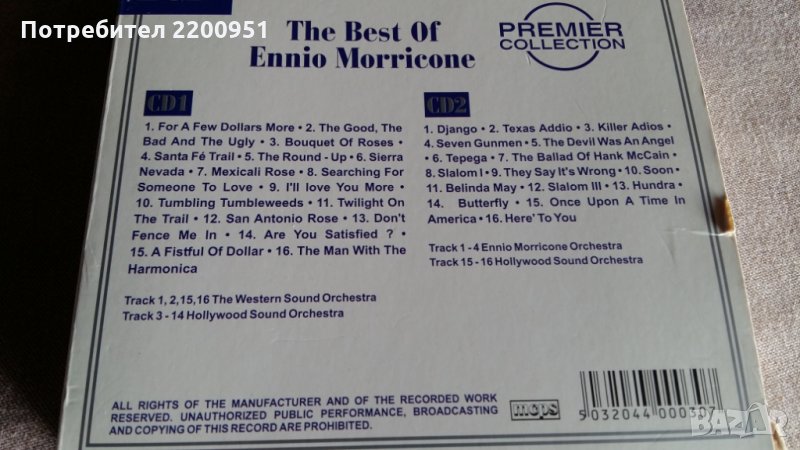 Потребител 2200951
The Best Of
Ennio Morricone
PREMIER
COLLECTION
CD1
1. For A Few Dollars More • 2. The Good, The
Bad And The Ugly • 3. Bouquet Of Roses •
4. Santa Fé Trail • 5. The Round - Up • 6. Sierra
Nevada • 7. Mexicali Rose • 8. Searching For
Someone To Love • 9. I'll love You More •
10. Tumbling Tumbleweeds • 11. Twilight On
The Trail • 12. San Antonio Rose • 13. Don't
Fence Me In • 14. Are You Satisfied ? •
15. A Fistful Of Dollar • 16. The Man With The
Harmonica
Track 1, 2,15,16 The Western Sound Orchestra
Track 3 - 14 Hollywood Sound Orchestra
CD2
1. Django • 2. Texas Addio • 3. Killer Adios •
4. Seven Gunmen • 5. The Devil Was An Angel
• 6. Tepega • 7. The Ballad Of Hank McCain •
8. Slalom I • 9. They Say It's Wrong • 10. Soon •
11. Belinda May • 12. Slalom III • 13. Hundra •
14. Butterfly • 15. Once Upon A Time In
America • 16. Here' To You
Track 1 - 4 Ennio Morricone Orchestra
Track 15 - 16 Hollywood Sound Orchestra
ALL RIGHTS OF THE MANUFACTURER AND OF THE RECORDED WORK
RESERVED. UNAUTHORIZED PUBLIC PERFORMANCE, BROADCASTING
AND COPYING OF THIS RECORD ARE PROHIBITED.
mcps
5 032044 000307
BAZAR